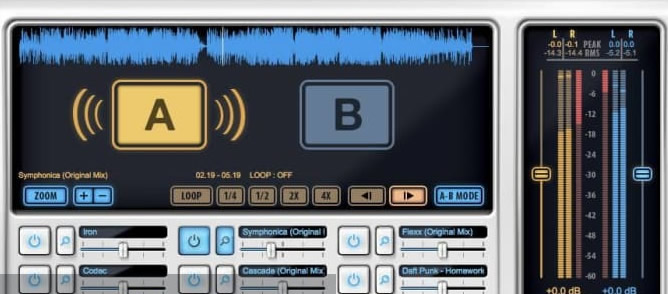 L R L R
-0.0 -0.1 PEAK 0.0 0.0
-14.3 -14.4 RMS -5.2 -5.1
A B
0
-6
-12
-18
-24
-30
-36
-42
-48
-54
-60
Symphonica (Original Mix) 02.19 - 05.19 LOOP : OFF
ZOOM + − LOOP 1/4 1/2 2X 4X A-B MODE
Iron Symphonica (Original Flexx (Original Mix)
Codec Cascade (Original Mix) Daft Punk - Homework
+0.0 dB +0.0 dB